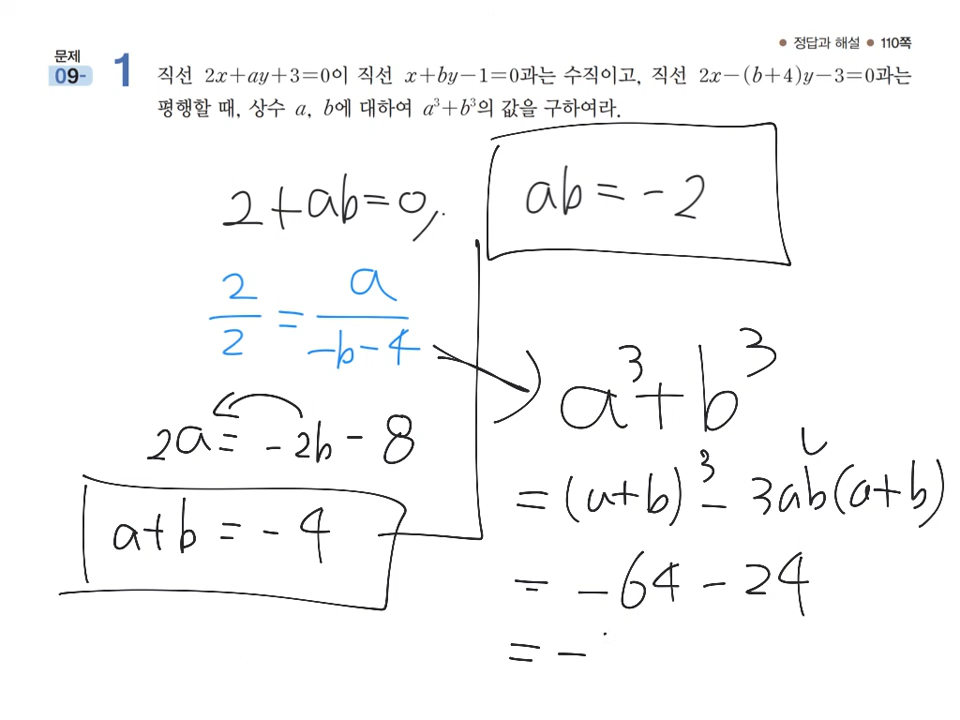 정답과 해설 ● 110쪽
문제
09- 1
직선 2x+ay+3=0이 직선 x+by-1=0과는 수직이고, 직선 2x-(b+4)y-3=0과는
평행할 때, 상수 a, b에 대하여 a³+b³의 값을 구하여라.
2+ab=0,
ab=-2
2/2 = a/(-b-4)
2a=-2b-8
a+b=-4
a³+b³
=(a+b)³-3ab(a+b)
=-64-24
=-